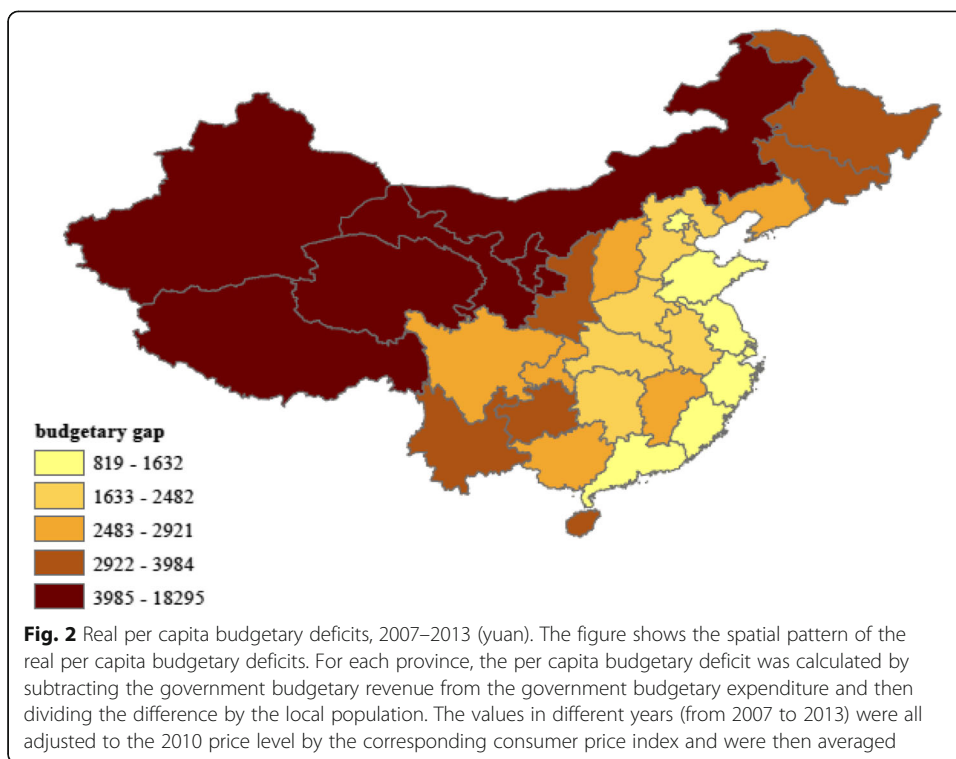 budgetary gap
819 - 1632
1633 - 2482
2483 - 2921
2922 - 3984
3985 - 18295
Fig. 2 Real per capita budgetary deficits, 2007–2013 (yuan). The figure shows the spatial pattern of the
real per capita budgetary deficits. For each province, the per capita budgetary deficit was calculated by
subtracting the government budgetary revenue from the government budgetary expenditure and then
dividing the difference by the local population. The values in different years (from 2007 to 2013) were all
adjusted to the 2010 price level by the corresponding consumer price index and were then averaged